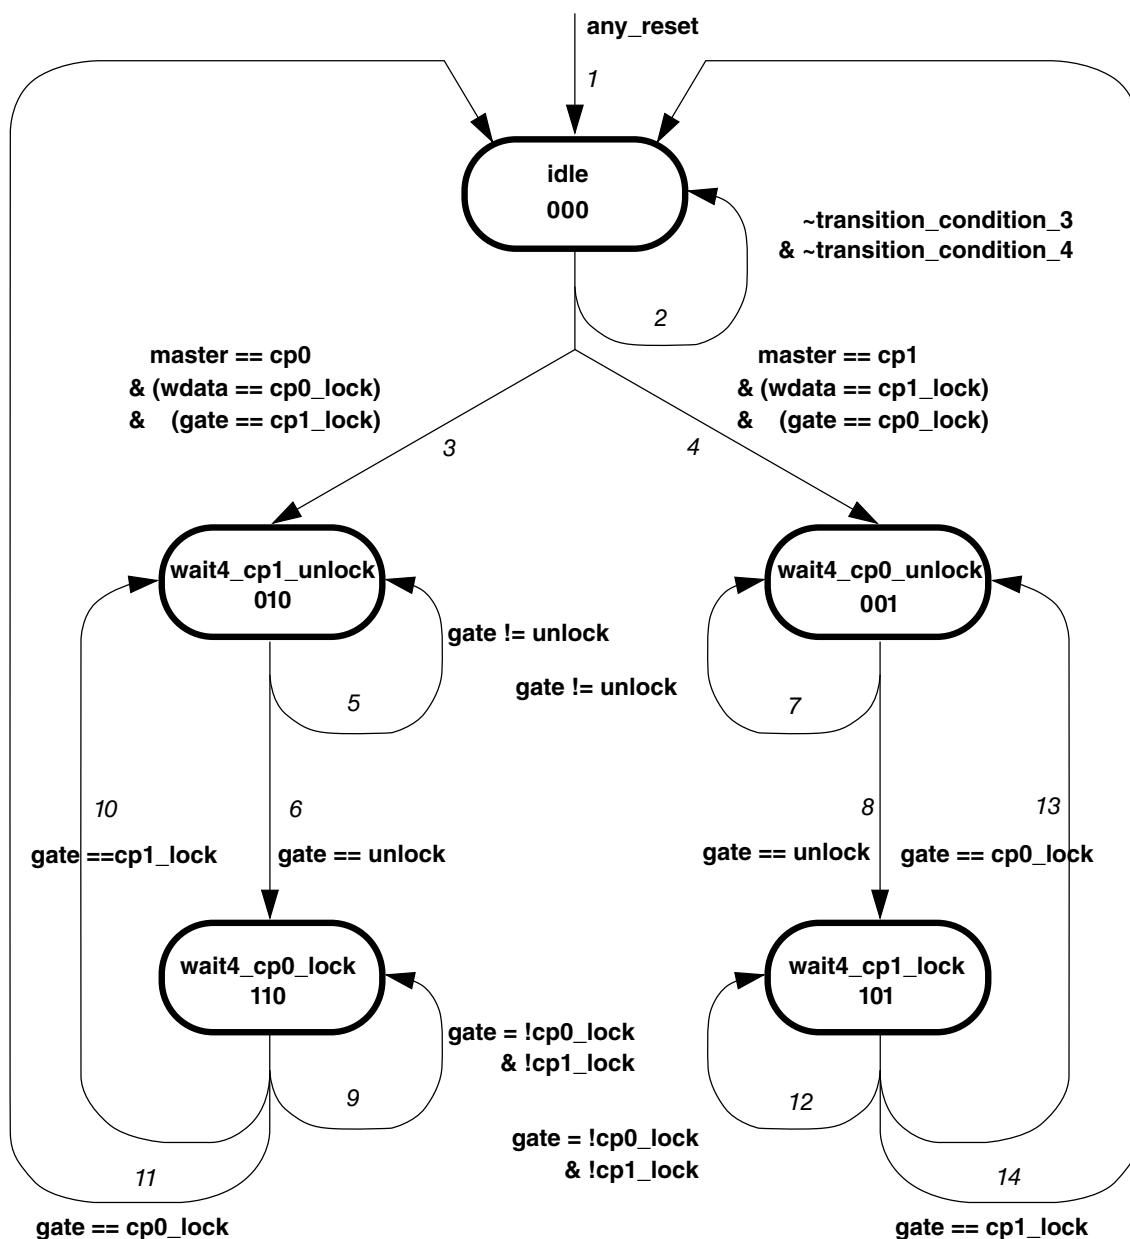 any_reset
1
idle
000
~transition_condition_3
& ~transition_condition_4
2
master == cp0
& (wdata == cp0_lock)
& (gate == cp1_lock)
master == cp1
& (wdata == cp1_lock)
& (gate == cp0_lock)
3
4
wait4_cp1_unlock
010
wait4_cp0_unlock
001
gate != unlock
gate != unlock
5
7
10
6
8
13
gate ==cp1_lock
gate == unlock
gate == unlock
gate == cp0_lock
wait4_cp0_lock
110
wait4_cp1_lock
101
gate = !cp0_lock
& !cp1_lock
9
12
gate = !cp0_lock
& !cp1_lock
11
14
gate == cp0_lock
gate == cp1_lock